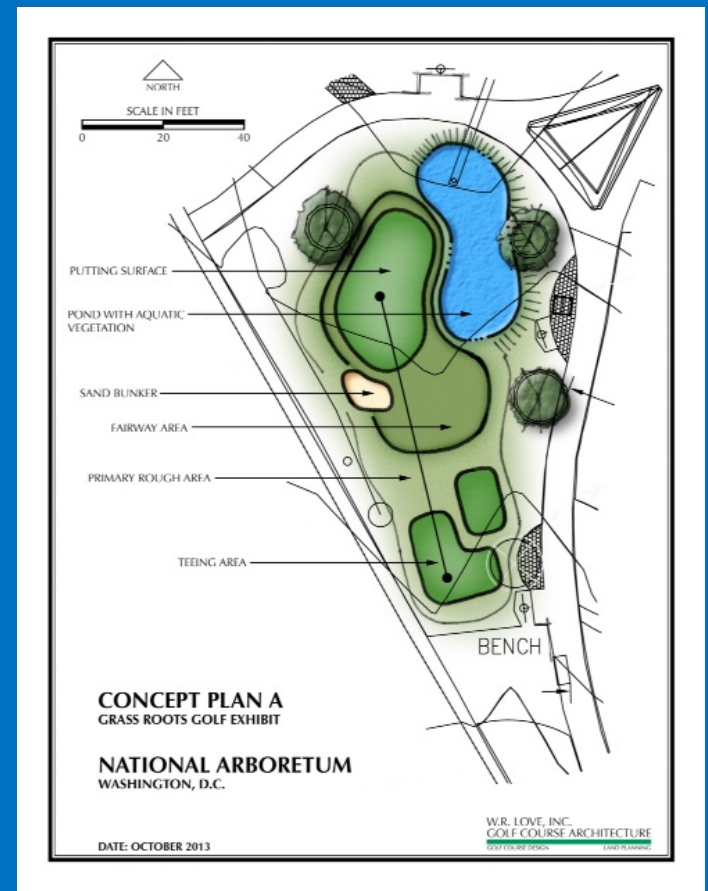 NORTH
SCALE IN FEET
0 20 40
PUTTING SURFACE
POND WITH AQUATIC
VEGETATION
SAND BUNKER
FAIRWAY AREA
PRIMARY ROUGH AREA
TEEING AREA
BENCH
CONCEPT PLAN A
GRASS ROOTS GOLF EXHIBIT
NATIONAL ARBORETUM
WASHINGTON, D.C.
DATE: OCTOBER 2013
W.R. LOVE, INC.
GOLF COURSE ARCHITECTURE
GOLF COURSE DESIGN LAND PLANNING